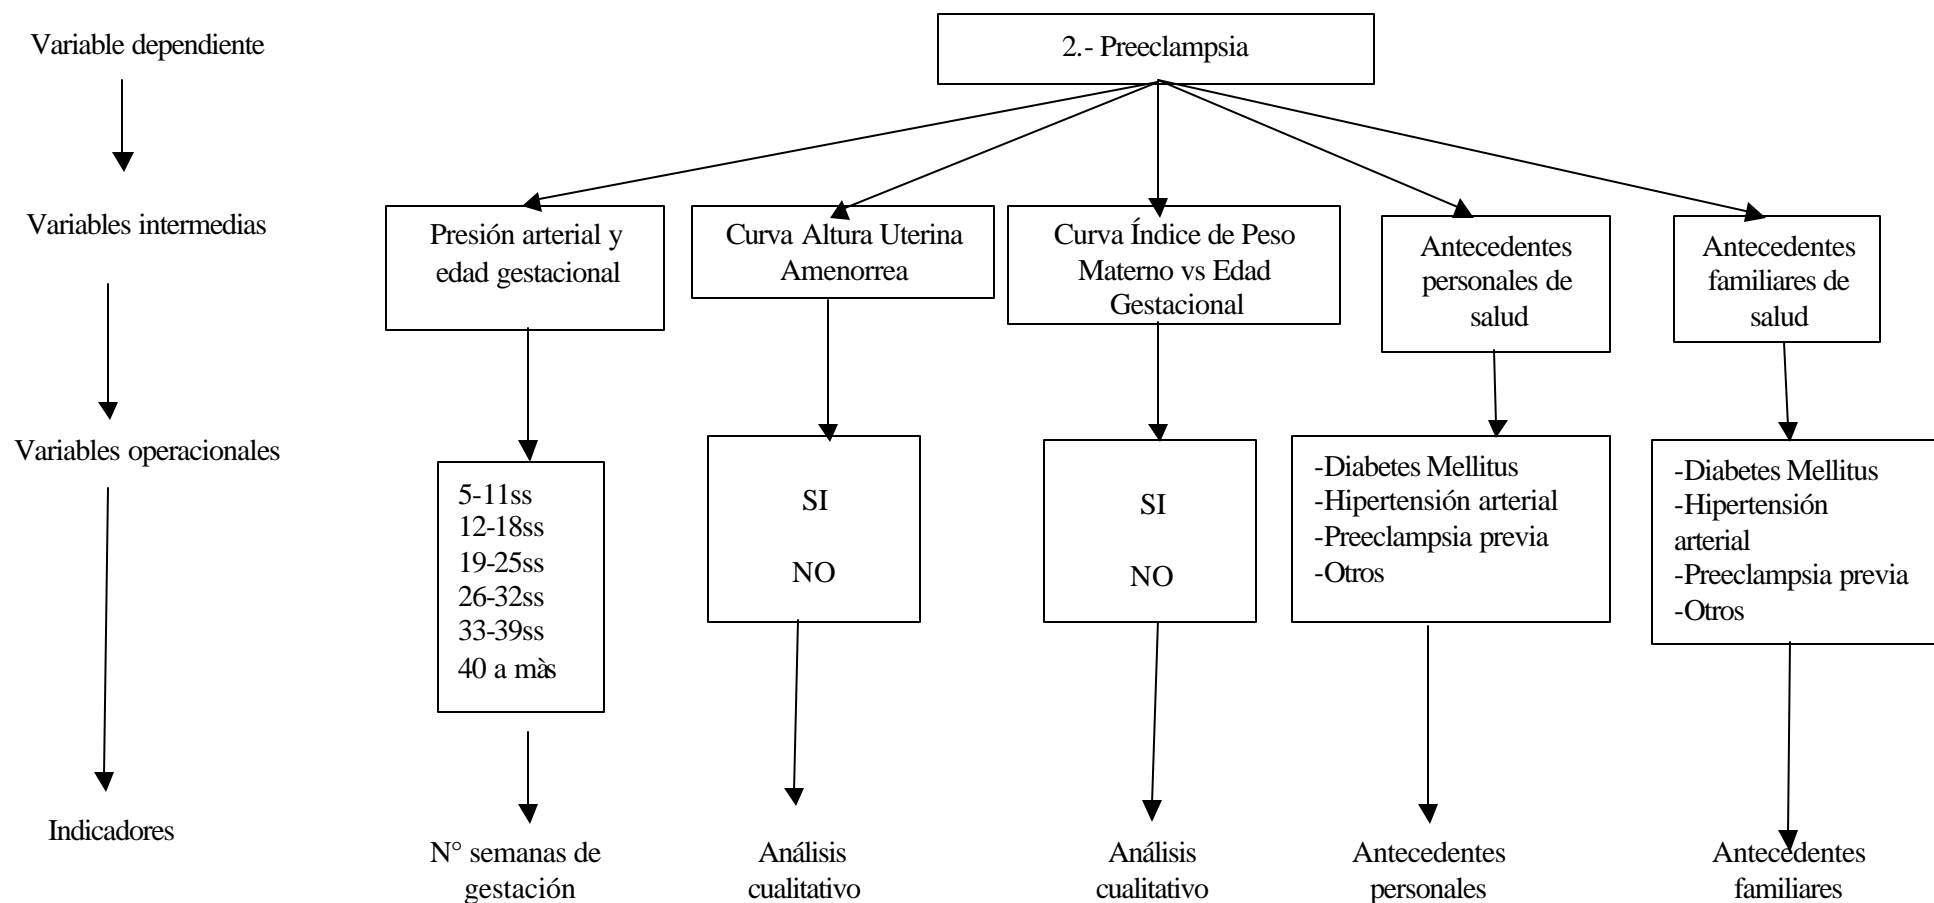 Variable dependiente
2.- Preeclampsia
Variables intermedias
Presión arterial y
edad gestacional
Curva Altura Uterina
Amenorrea
Curva Índice de Peso
Materno vs Edad
Gestacional
Antecedentes
personales de
salud
Antecedentes
familiares de
salud
Variables operacionales
5-11ss
12-18ss
19-25ss
26-32ss
33-39ss
40 a màs
SI
NO
SI
NO
-Diabetes Mellitus
-Hipertensión arterial
-Preeclampsia previa
-Otros
-Diabetes Mellitus
-Hipertensión
arterial
-Preeclampsia previa
-Otros
Indicadores
N° semanas de
gestación
Análisis
cualitativo
Análisis
cualitativo
Antecedentes
personales
Antecedentes
familiares